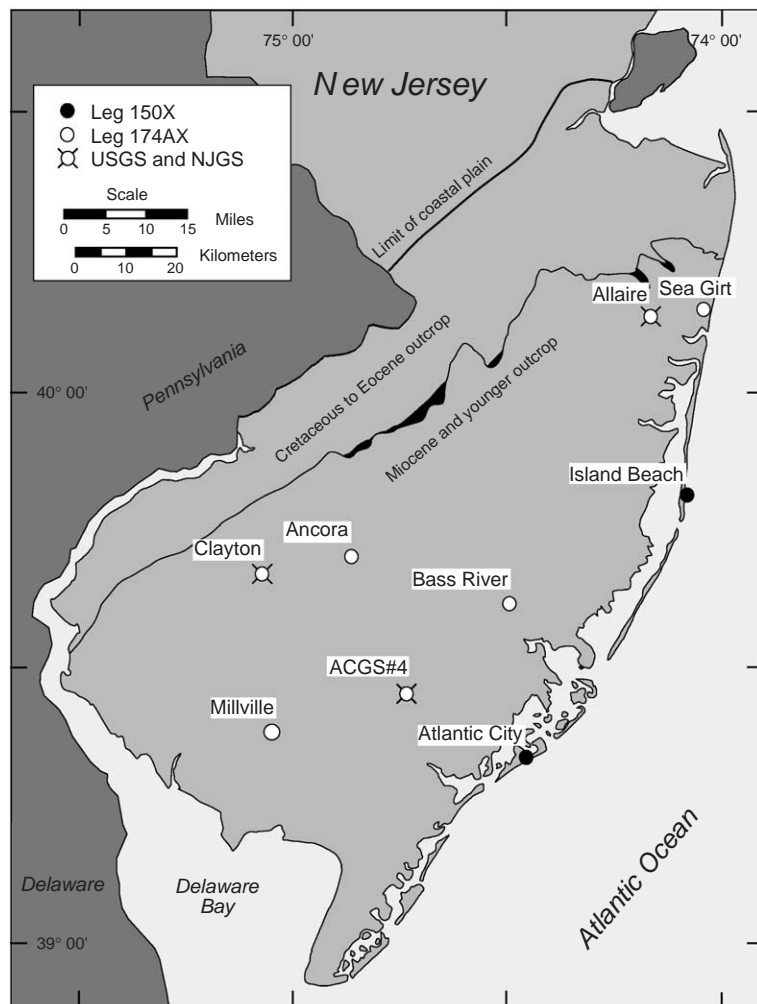 75° 00'
74° 00'
New Jersey
Leg 150X
Leg 174AX
USGS and NJGS
Scale
Miles
0 5 10 15
Kilometers
0 10 20
Limit of coastal plain
Allaire
Sea Girt
Pennsylvania
40° 00'
Cretaceous to Eocene outcrop
Miocene and younger outcrop
Island Beach
Ancora
Clayton
Bass River
ACGS#4
Millville
Atlantic City
Delaware
Delaware
Bay
Atlantic Ocean
39° 00'